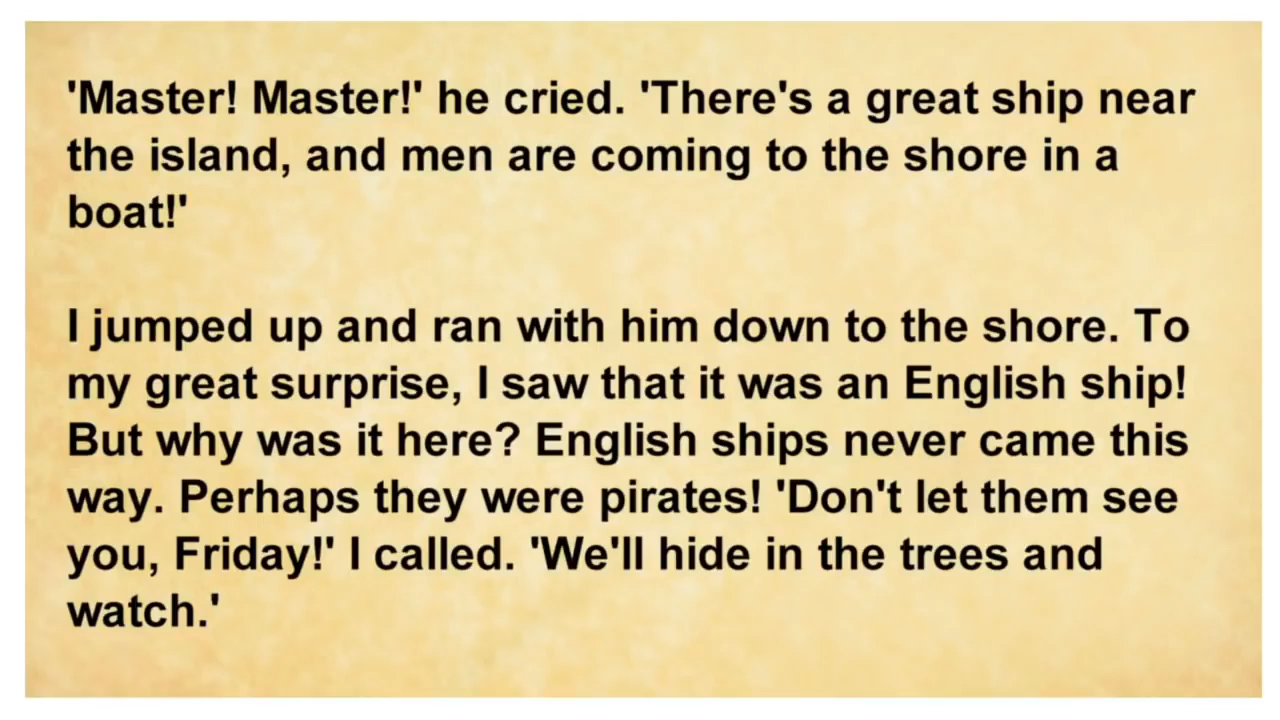 'Master! Master!' he cried. 'There's a great ship near
the island, and men are coming to the shore in a
boat!'
I jumped up and ran with him down to the shore. To
my great surprise, I saw that it was an English ship!
But why was it here? English ships never came this
way. Perhaps they were pirates! 'Don't let them see
you, Friday!' I called. 'We'll hide in the trees and
watch.'